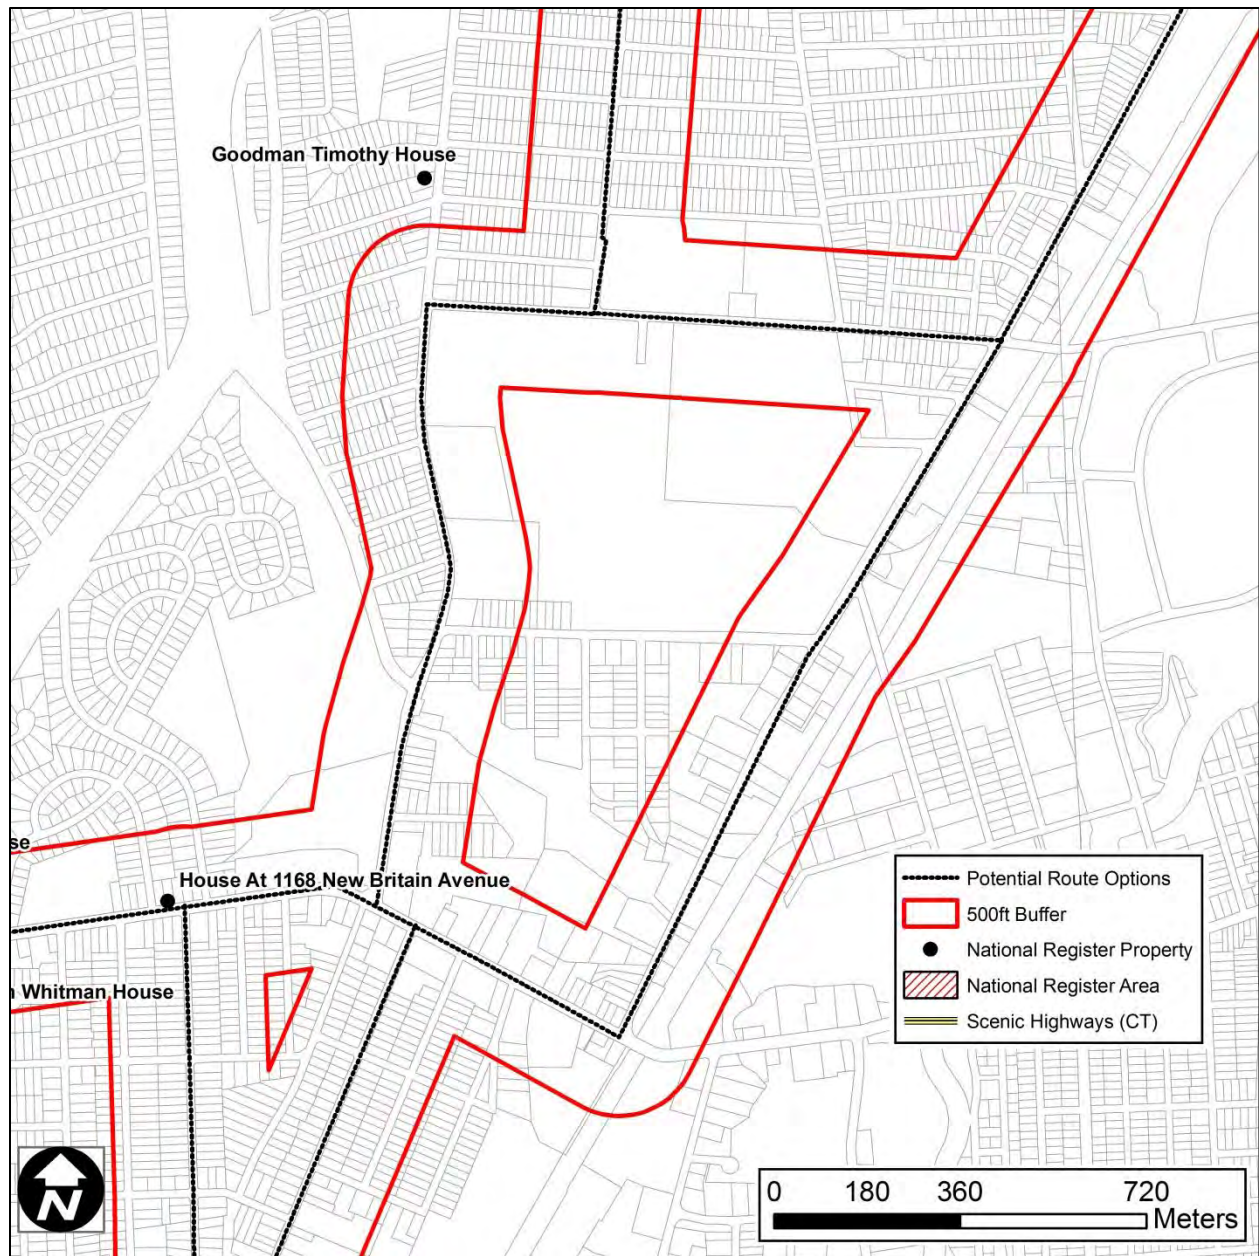 Goodman Timothy House
se
House At 1168 New Britain Avenue
Whitman House
Potential Route Options
500ft Buffer
National Register Property
National Register Area
Scenic Highways (CT)
N
0 180 360 720
Meters